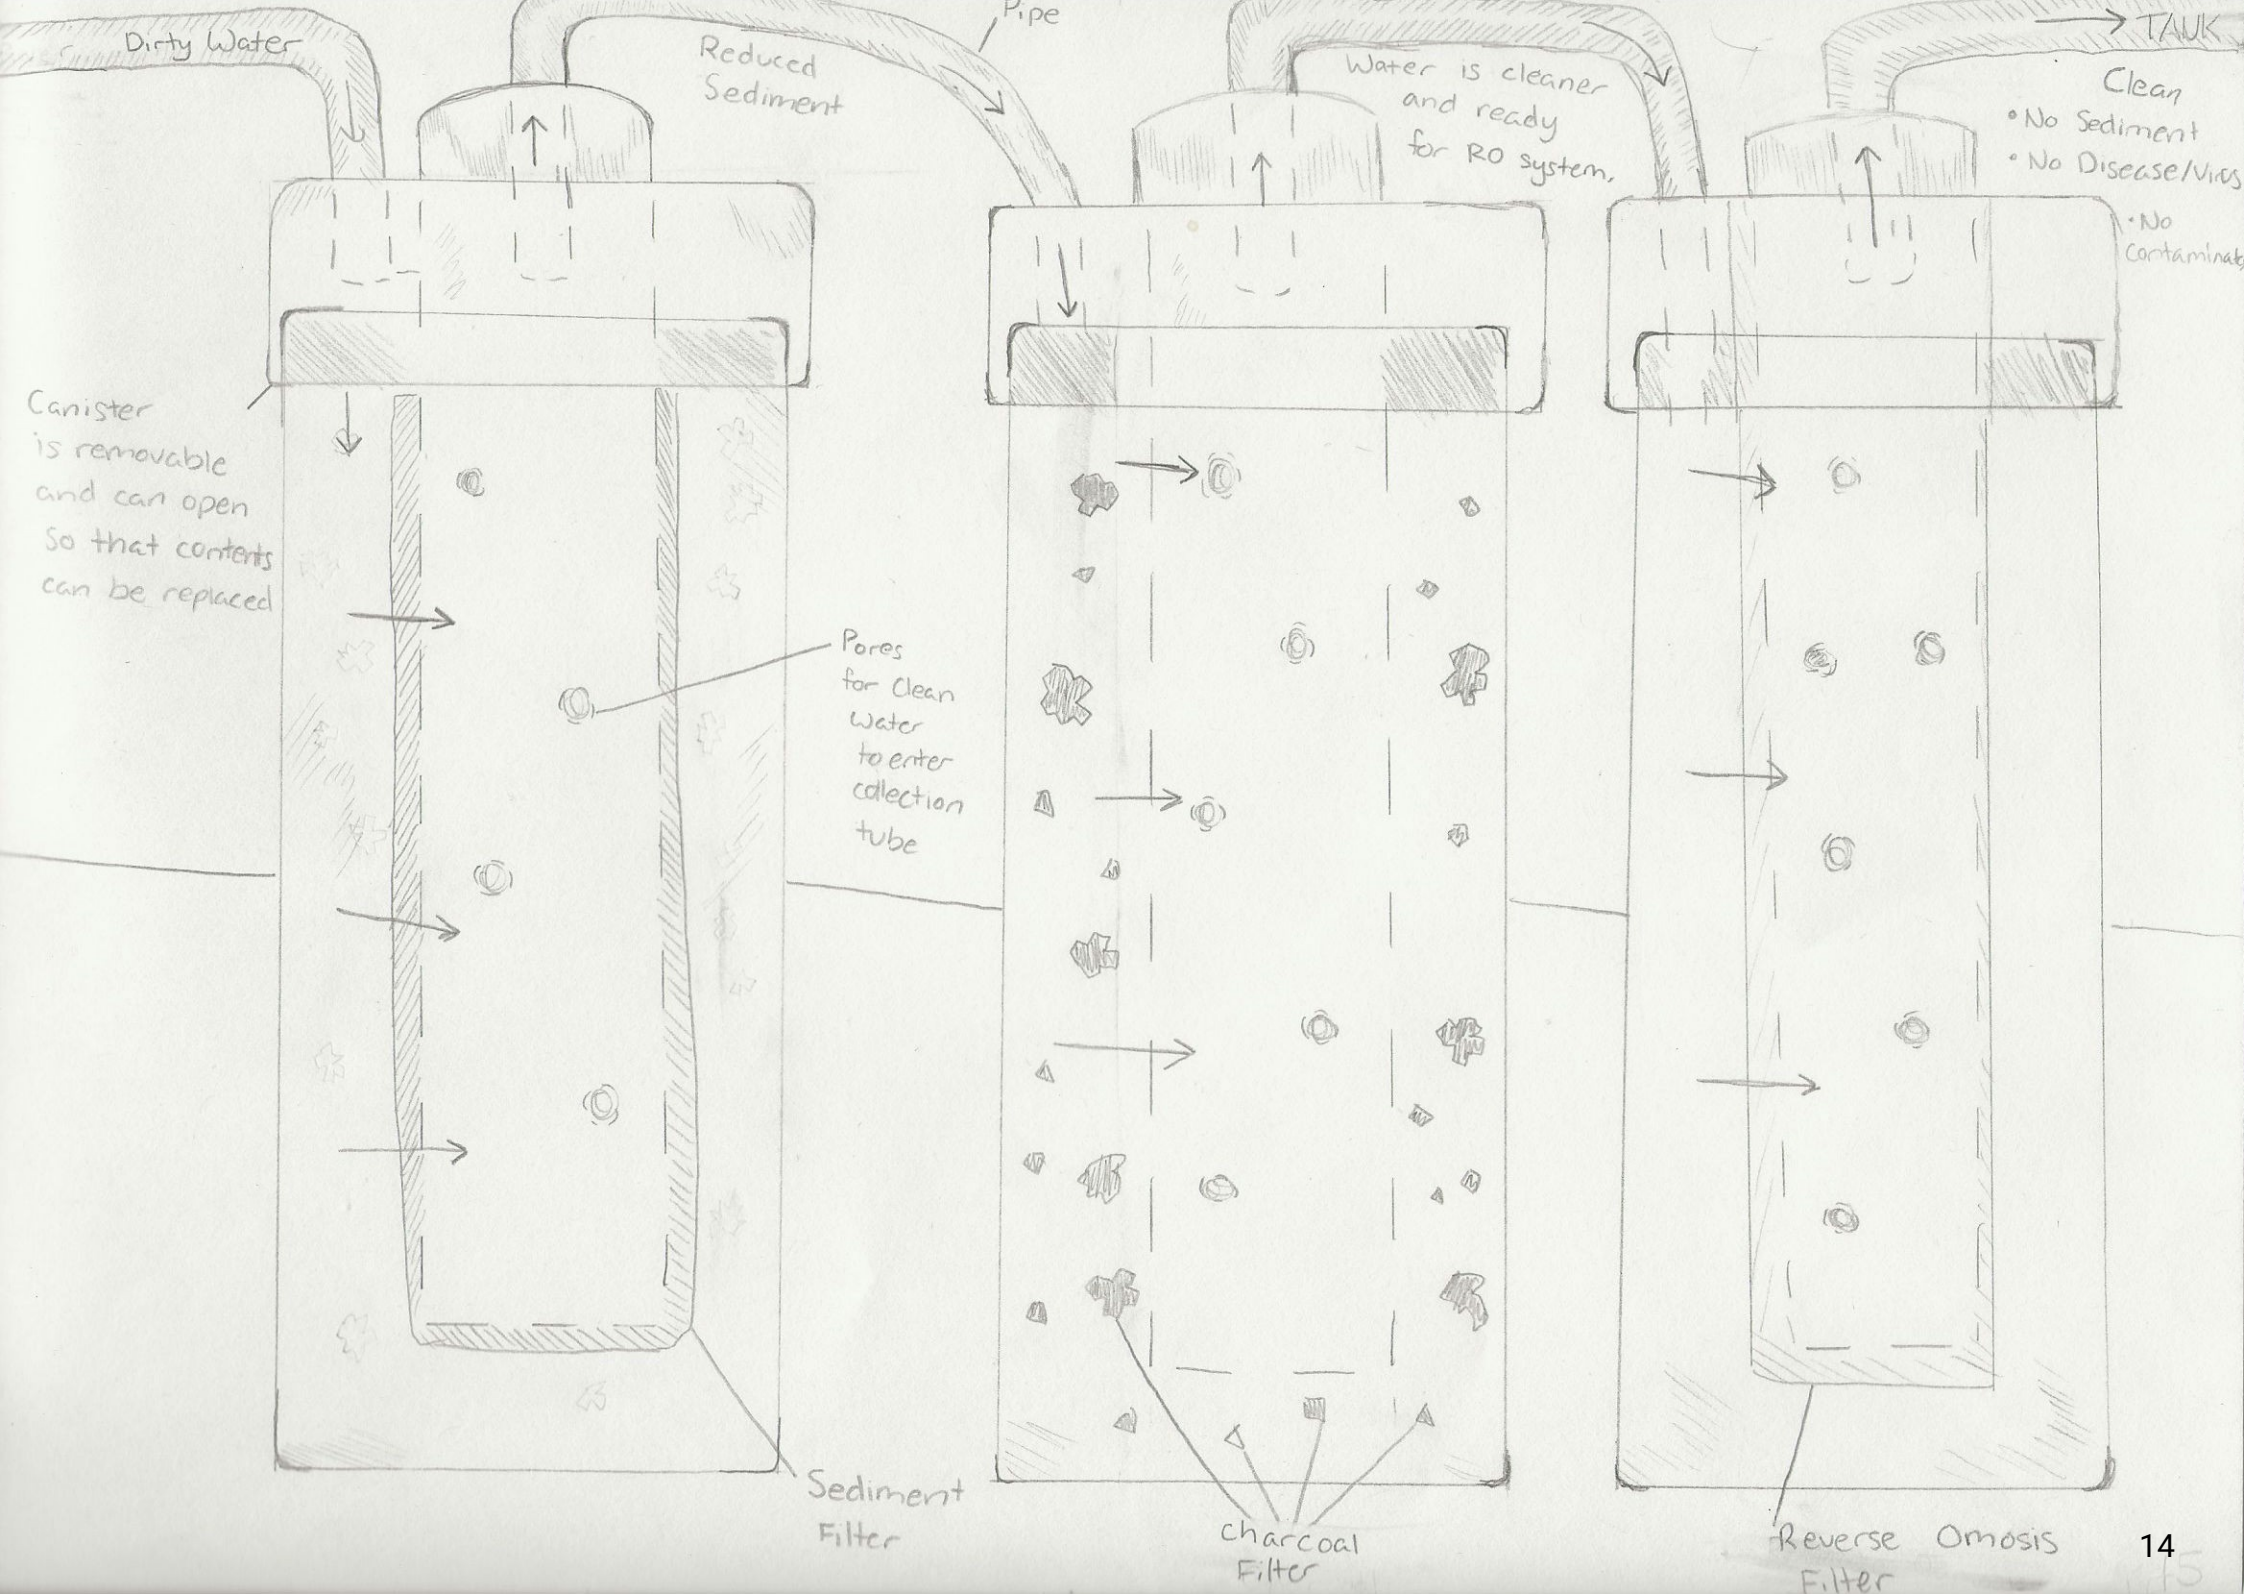 Dirty Water
Reduced
Sediment
Pipe
Water is cleaner
and ready
for RO system.
TANK
Clean
• No Sediment
• No Disease/Virus
• No
Canister
is removable
and can open
so that contents
can be replaced
Pores
for Clean
Water
to enter
collection
tube
Sediment
Filter
Charcoal
Filter
Reverse Omosis
Filter
14